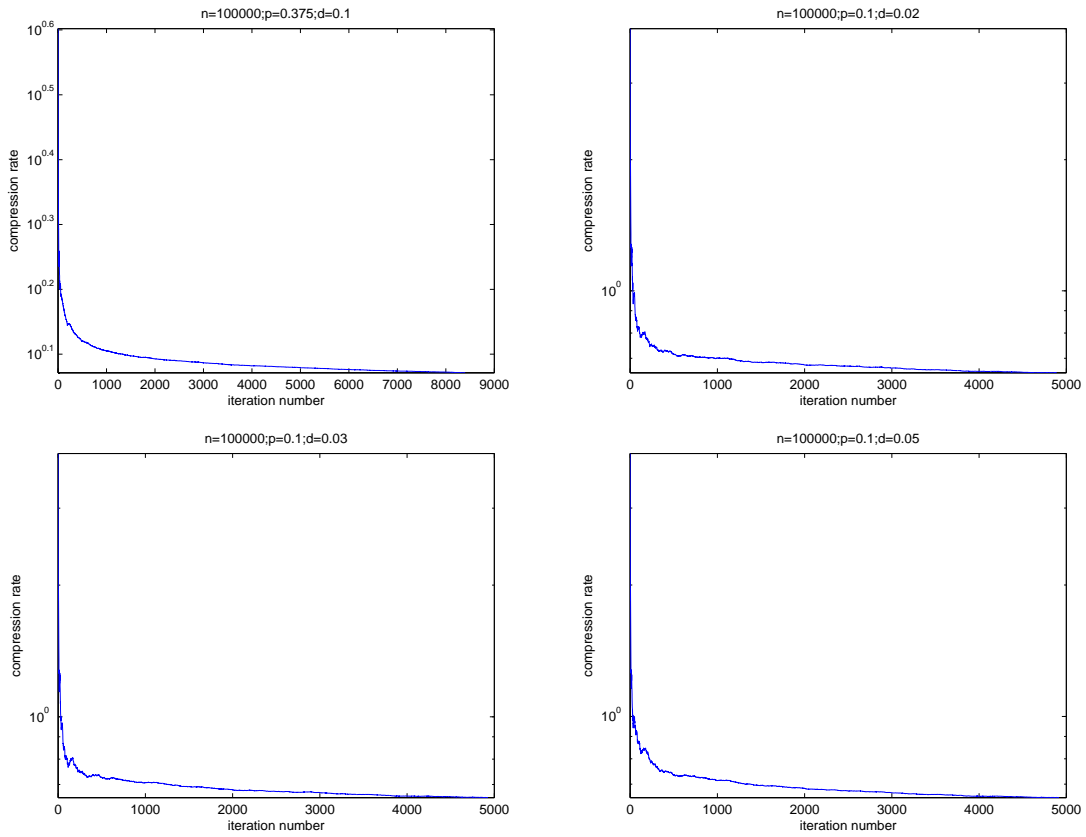 n=100000;p=0.375;d=0.1
10^0.6
10^0.5
10^0.4
10^0.3
10^0.2
10^0.1
compression rate
0 1000 2000 3000 4000 5000 6000 7000 8000 9000
iteration number
n=100000;p=0.1;d=0.02
10^0
compression rate
0 1000 2000 3000 4000 5000
iteration number
n=100000;p=0.1;d=0.03
10^0
compression rate
0 1000 2000 3000 4000 5000
iteration number
n=100000;p=0.1;d=0.05
10^0
compression rate
0 1000 2000 3000 4000 5000
iteration number